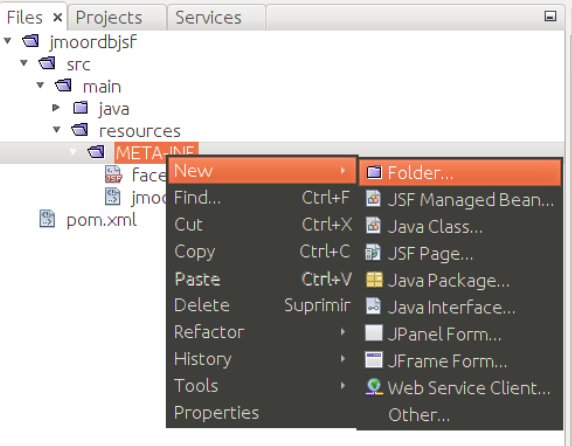 Files × Projects Services
jmoordbjsf
src
main
java
resources
META-INF
face
jmoo
pom.xml
New
Find... Ctrl+F
Cut Ctrl+X
Copy Ctrl+C
Paste Ctrl+V
Delete Suprimir
Refactor
History
Tools
Properties
Folder...
JSF Managed Bean...
Java Class...
JSF Page...
Java Package...
Java Interface...
JPanel Form...
JFrame Form...
Web Service Client...
Other...